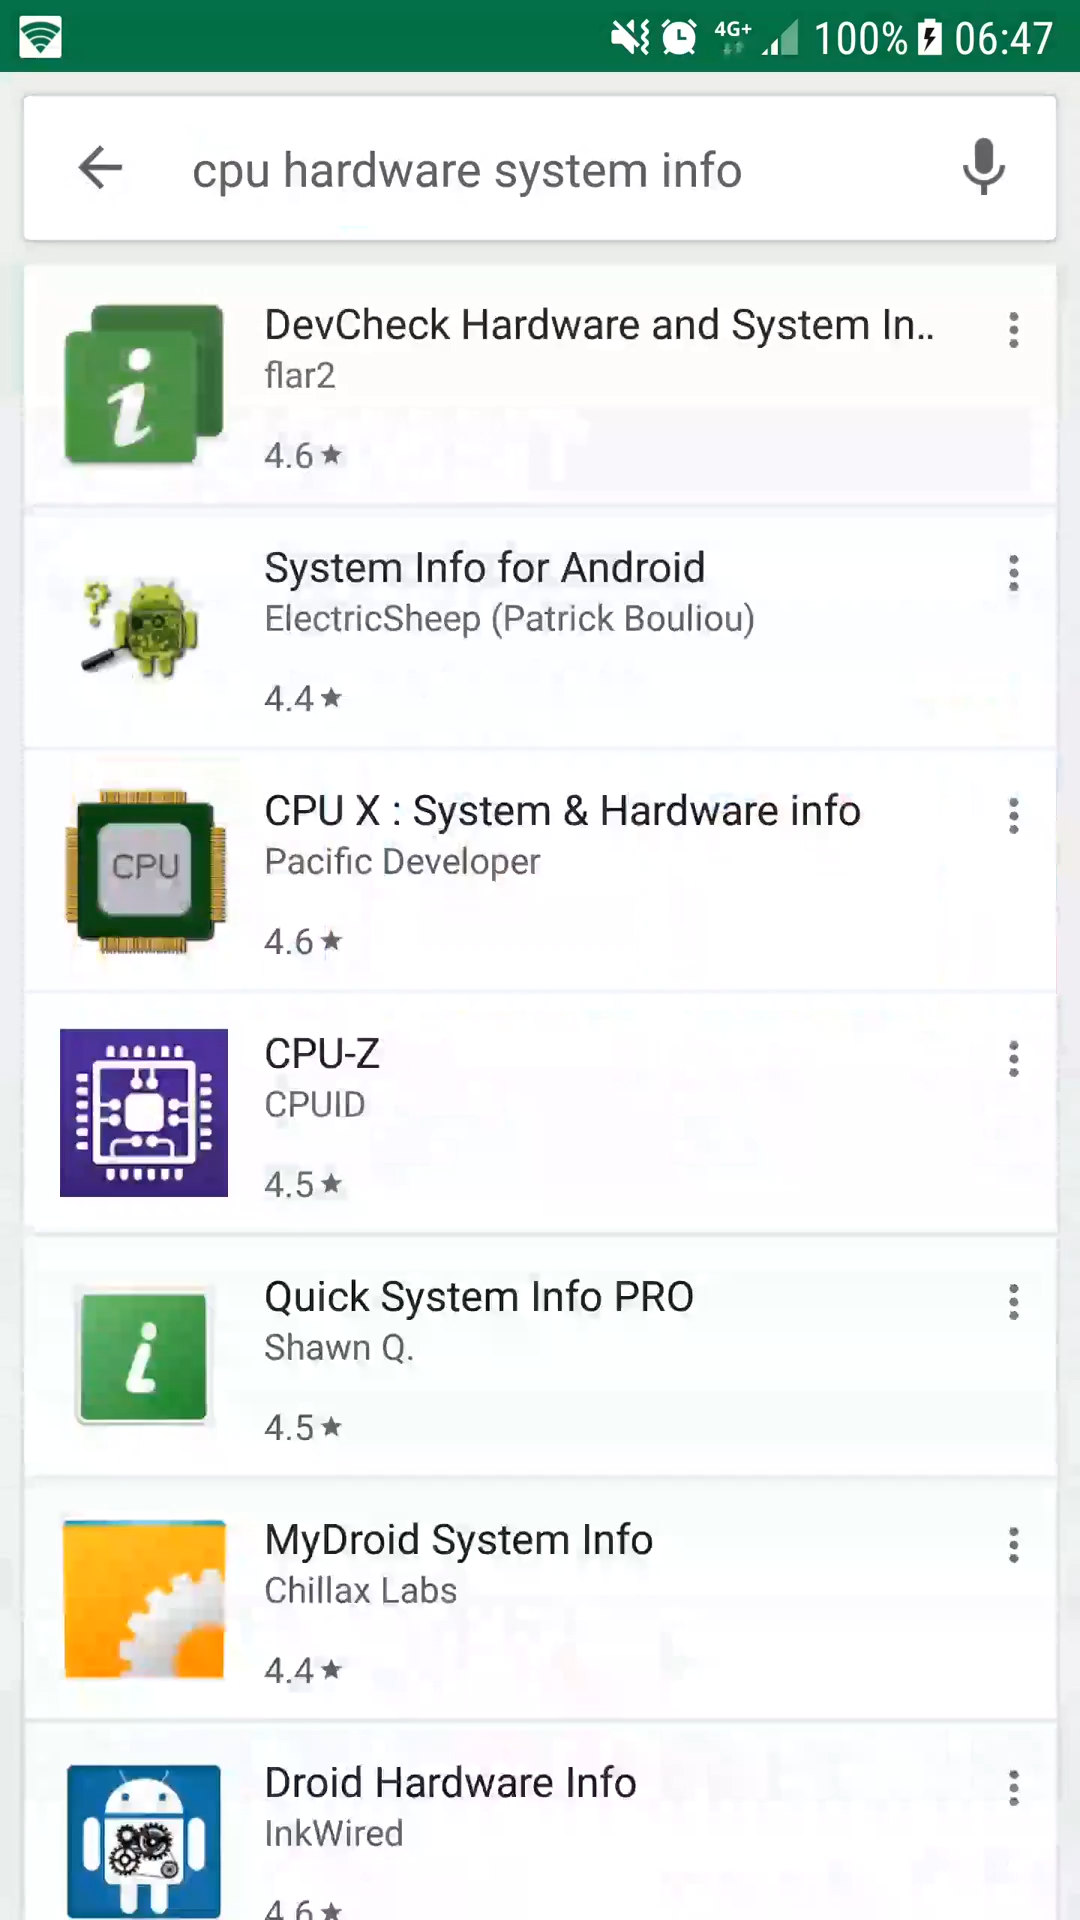 4G+ 100% 06:47
cpu hardware system info
DevCheck Hardware and System In..
flar2
4.6★
System Info for Android
ElectricSheep (Patrick Bouliou)
4.4★
CPU
CPU X : System & Hardware info
Pacific Developer
4.6★
CPU-Z
CPUID
4.5★
Quick System Info PRO
Shawn Q.
4.5★
MyDroid System Info
Chillax Labs
4.4★
Droid Hardware Info
InkWired
4.6★